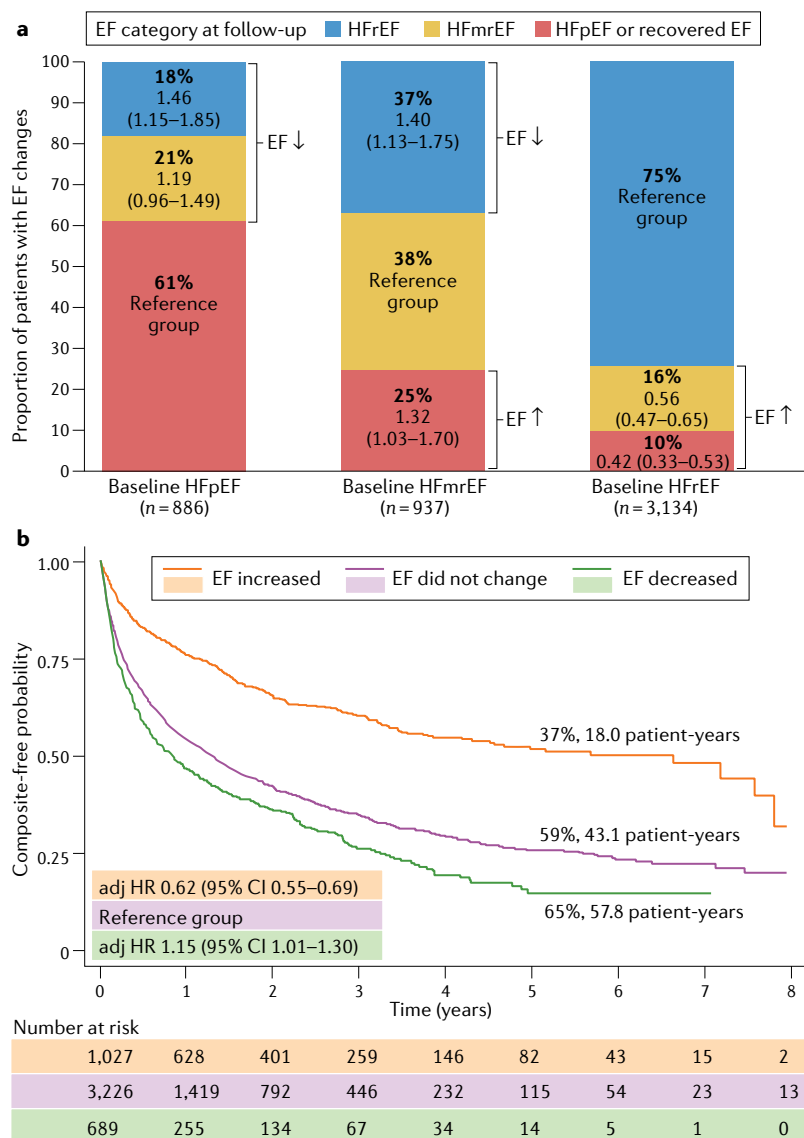 a
EF category at follow-up HFrEF HFmrEF HFpEF or recovered EF
Proportion of patients with EF changes
100
90
80
70
60
50
40
30
20
10
0
18%
1.46
(1.15–1.85)
21%
1.19
(0.96–1.49)
61%
Reference
group
EF ↓
37%
1.40
(1.13–1.75)
38%
Reference
group
25%
1.32
(1.03–1.70)
EF ↓
EF ↑
75%
Reference
group
16%
0.56
(0.47–0.65)
10%
0.42 (0.33–0.53)
EF ↑
Baseline HFpEF
(n = 886)
Baseline HFmrEF
(n = 937)
Baseline HFrEF
(n = 3,134)
b
EF increased EF did not change EF decreased
Composite-free probability
1.00
0.75
0.50
0.25
0
37%, 18.0 patient-years
59%, 43.1 patient-years
65%, 57.8 patient-years
adj HR 0.62 (95% CI 0.55–0.69)
Reference group
adj HR 1.15 (95% CI 1.01–1.30)
0 1 2 3 4 5 6 7 8
Time (years)
Number at risk
1,027 628 401 259 146 82 43 15 2
3,226 1,419 792 446 232 115 54 23 13
689 255 134 67 34 14 5 1 0